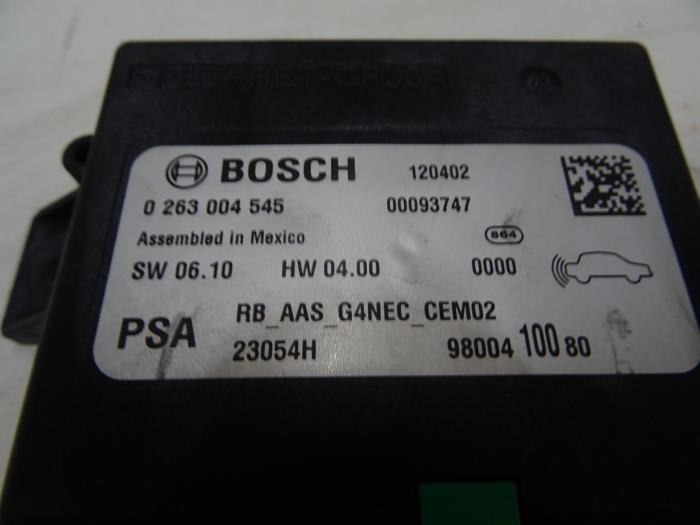 BOSCH 120402
0 263 004 545 00093747
Assembled in Mexico 664
SW 06.10 HW 04.00 0000
RB_AAS_G4NEC_CEM02
PSA 23054H 98004 100 80